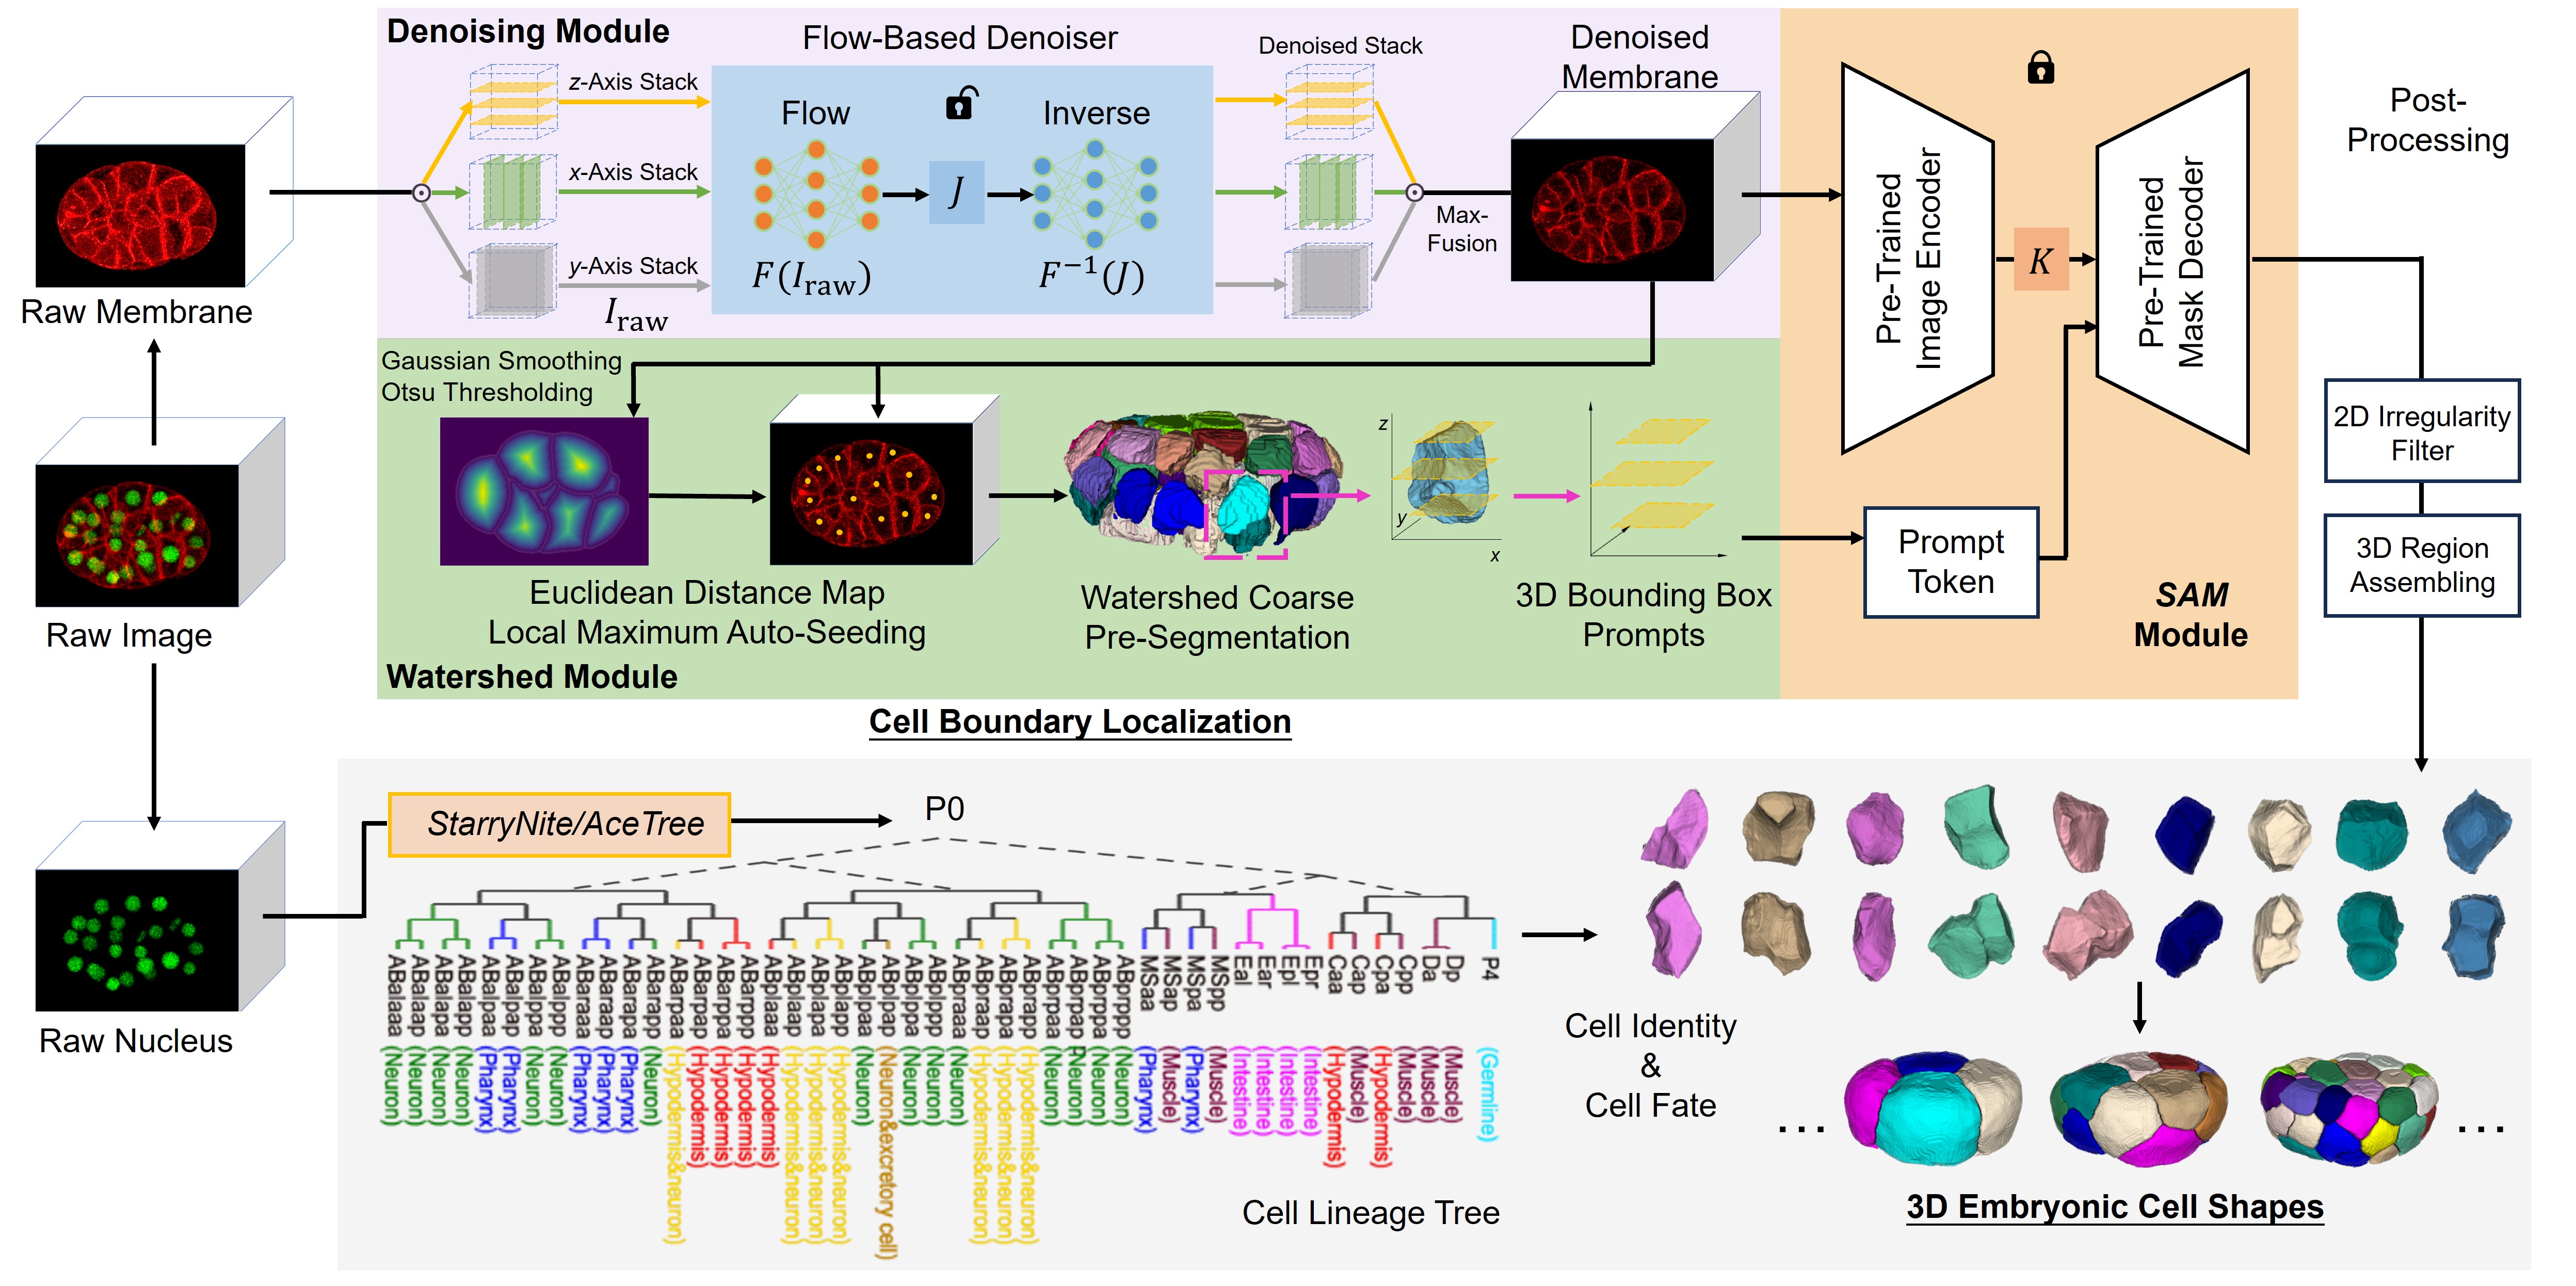 Denoising Module
Flow-Based Denoiser
Denoised Stack
Denoised
Membrane
z-Axis Stack
x-Axis Stack
y-Axis Stack
I_raw
Flow
J
Inverse
F(I_raw)
F⁻¹(J)
Max-
Fusion
Raw Membrane
Raw Image
Raw Nucleus
Gaussian Smoothing
Otsu Thresholding
Euclidean Distance Map
Local Maximum Auto-Seeding
Watershed Coarse
Pre-Segmentation
z
y
x
3D Bounding Box
Prompts
Watershed Module
Pre-Trained
Image Encoder
K
Pre-Trained
Mask Decoder
Prompt
Token
SAM
Module
Post-
Processing
2D Irregularity
Filter
3D Region
Assembling
Cell Boundary Localization
StarryNite/AceTree
P0
ABalaaa (Neuron)
ABalaap (Neuron)
ABalapa (Neuron)
ABalapp (Neuron)
ABalpaa (Pharynx)
ABalpap (Pharynx)
ABalppa (Neuron)
ABalppp (Neuron)
ABaraaa (Pharynx)
ABaraap (Pharynx)
ABarapa (Pharynx)
ABarapp (Neuron)
ABarpaa (Hypodermis&neuron)
ABarpap (Hypodermis)
ABarppa (Hypodermis)
ABarppp (Hypodermis)
ABplaaa (Hypodermis)
ABplaap (Hypodermis&neuron)
ABplapa (Hypodermis&neuron)
ABplapp (Hypodermis&neuron)
ABplpaa (Neuron)
ABplpap (Neuron&excretory cell)
ABplppa (Neuron)
ABplppp (Neuron)
ABpraaa (Neuron)
ABpraap (Hypodermis&neuron)
ABprapa (Hypodermis&neuron)
ABprapp (Hypodermis&neuron)
ABprpaa (Neuron)
ABprpap (Neuron)
ABprppa (Neuron)
ABprppp (Neuron)
MSaa (Pharynx)
MSap (Muscle)
MSpa (Pharynx)
MSpp (Muscle)
Eal (Intestine)
Ear (Intestine)
Epl (Intestine)
Epr (Intestine)
Caa (Hypodermis)
Cap (Muscle)
Cpa (Hypodermis)
Cpp (Muscle)
Da (Muscle)
Dp (Muscle)
P4 (Germline)
Cell Lineage Tree
Cell Identity
&
Cell Fate
...
...
3D Embryonic Cell Shapes